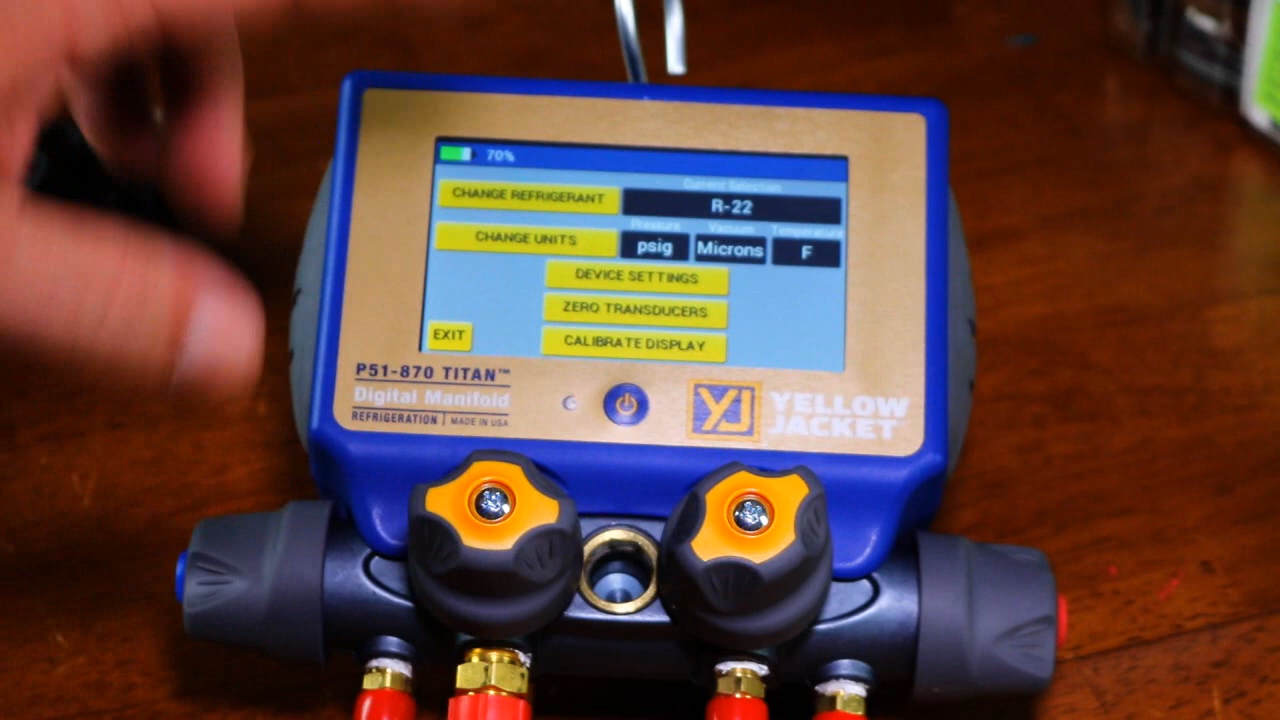 70%
Current Selection
CHANGE REFRIGERANT
R-22
Pressure Vacuum Temperature
CHANGE UNITS
psig Microns F
DEVICE SETTINGS
ZERO TRANSDUCERS
EXIT
CALIBRATE DISPLAY
P51-870 TITAN™
Digital Manifold
REFRIGERATION | MADE IN USA
YJ
YELLOW
JACKET